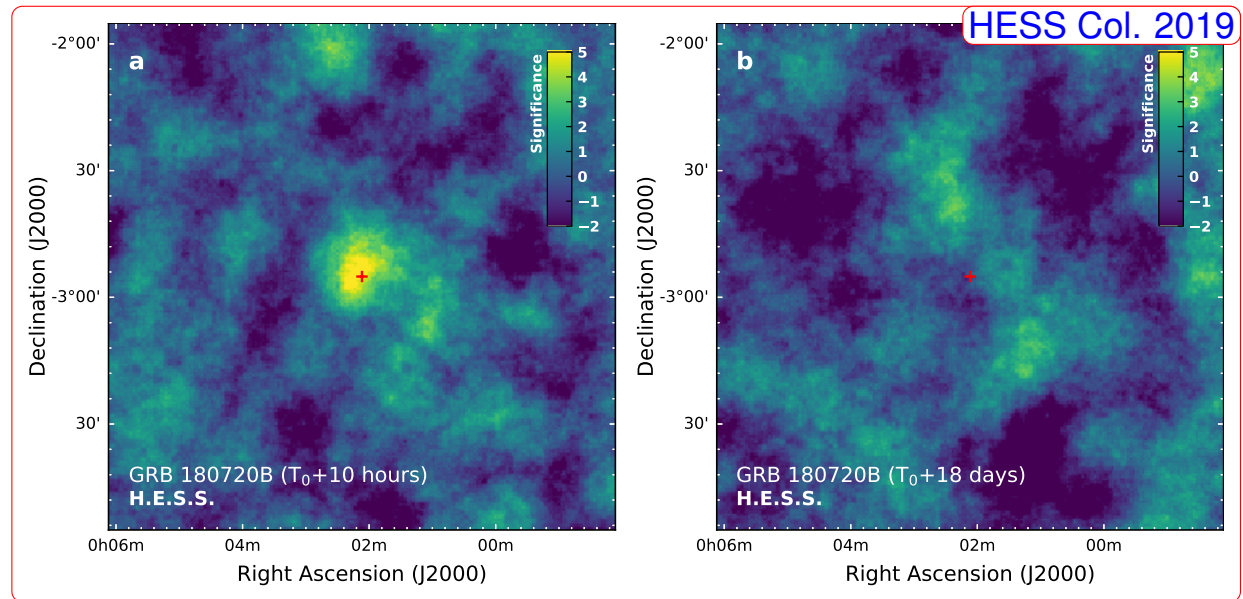 HESS Col. 2019
a
Significance
5
4
3
2
1
0
−1
−2
-2°00'
30'
-3°00'
30'
Declination (J2000)
GRB 180720B (T₀+10 hours)
H.E.S.S.
0h06m 04m 02m 00m
Right Ascension (J2000)
b
Significance
5
4
3
2
1
0
−1
−2
-2°00'
30'
-3°00'
30'
Declination (J2000)
GRB 180720B (T₀+18 days)
H.E.S.S.
0h06m 04m 02m 00m
Right Ascension (J2000)